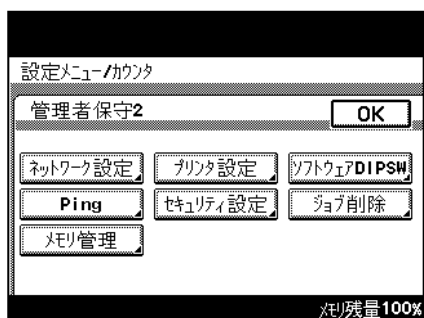 設定ﾒﾆｭｰ/ｶｳﾝﾀ
管理者保守2
OK
ﾈｯﾄﾜｰｸ設定 ﾌﾟﾘﾝﾀ設定 ｿﾌﾄｳｪｱDIPSW
Ping ｾｷｭﾘﾃｨ設定 ｼﾞｮﾌﾞ削除
ﾒﾓﾘ管理
ﾒﾓﾘ残量100%